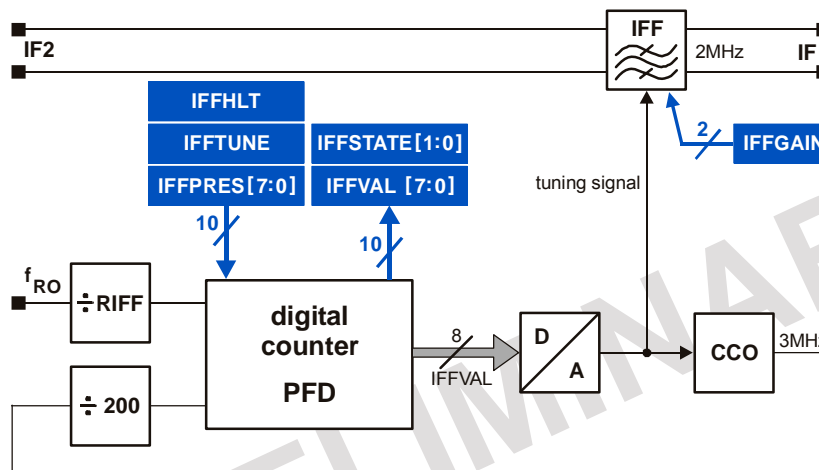 IFF
IF2
2MHz
IF
IFFHLT
IFFTUNE
IFFSTATE[1:0]
2
IFFGAIN
IFFPRES[7:0]
IFFVAL [7:0]
tuning signal
10
10
fRO
÷RIFF
digital
counter
PFD
8
IFFVAL
D
A
CCO
3MHz
÷ 200